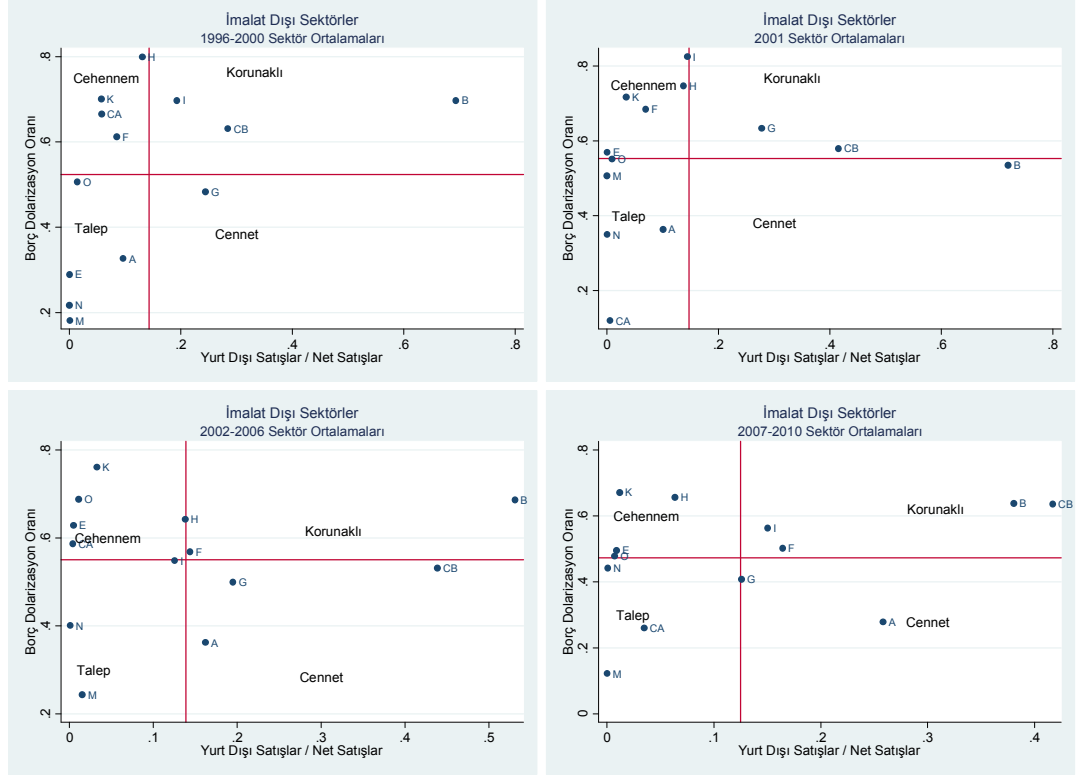 İmalat Dışı Sektörler
1996-2000 Sektör Ortalamaları
Borç Dolarizasyon Oranı
.8
.6
.4
.2
Cehennem
Korunaklı
Talep
Cennet
H
K
I
B
CA
CB
F
O
G
A
E
N
M
0
.2
.4
.6
.8
Yurt Dışı Satışlar / Net Satışlar
İmalat Dışı Sektörler
2001 Sektör Ortalamaları
Borç Dolarizasyon Oranı
.8
.6
.4
.2
Cehennem
Korunaklı
Talep
Cennet
I
H
K
F
G
CB
E
O
B
M
A
N
CA
0
.2
.4
.6
.8
Yurt Dışı Satışlar / Net Satışlar
İmalat Dışı Sektörler
2002-2006 Sektör Ortalamaları
Borç Dolarizasyon Oranı
.8
.6
.4
.2
Cehennem
Korunaklı
Talep
Cennet
K
O
B
H
E
CA
F
I
CB
G
N
A
M
0
.1
.2
.3
.4
.5
Yurt Dışı Satışlar / Net Satışlar
İmalat Dışı Sektörler
2007-2010 Sektör Ortalamaları
Borç Dolarizasyon Oranı
.8
.6
.4
.2
0
Cehennem
Korunaklı
Talep
Cennet
K
H
B
CB
I
F
E
O
N
G
A
CA
M
0
.1
.2
.3
.4
Yurt Dışı Satışlar / Net Satışlar